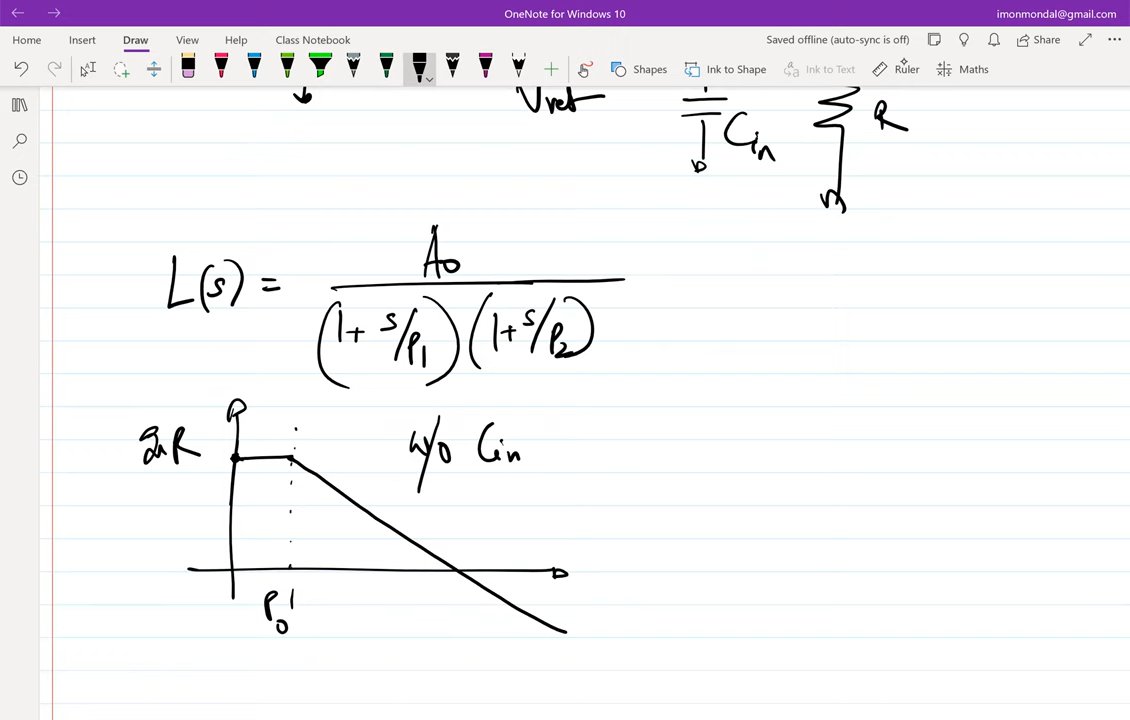 OneNote for Windows 10
imonmondal@gmail.com
Home Insert Draw View Help Class Notebook
Saved offline (auto-sync is off) Share
Shapes Ink to Shape Ink to Text Ruler Maths
Vref
Cin
R
L(s) = A₀ / (1 + s/p₁)(1 + s/p₂)
w/o Cin